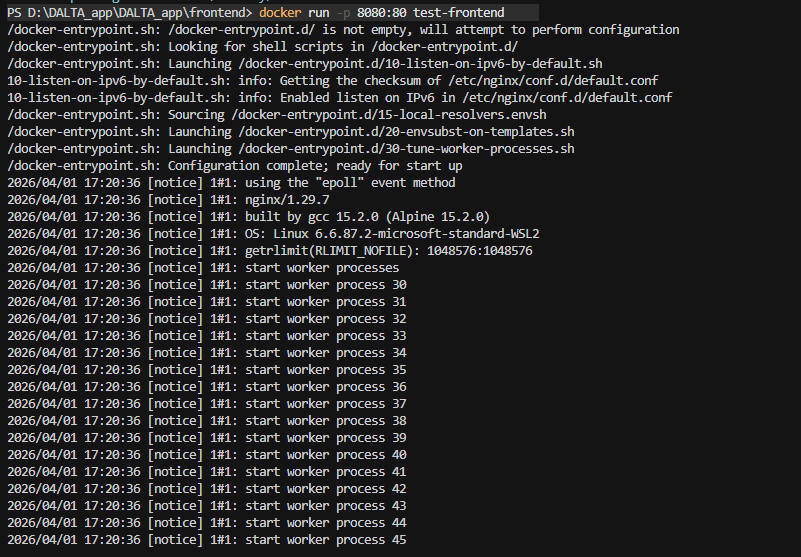 PS D:\DALTA_app\DALTA_app\frontend> docker run -p 8080:80 test-frontend
/docker-entrypoint.sh: /docker-entrypoint.d/ is not empty, will attempt to perform configuration
/docker-entrypoint.sh: Looking for shell scripts in /docker-entrypoint.d/
/docker-entrypoint.sh: Launching /docker-entrypoint.d/10-listen-on-ipv6-by-default.sh
10-listen-on-ipv6-by-default.sh: info: Getting the checksum of /etc/nginx/conf.d/default.conf
10-listen-on-ipv6-by-default.sh: info: Enabled listen on IPv6 in /etc/nginx/conf.d/default.conf
/docker-entrypoint.sh: Sourcing /docker-entrypoint.d/15-local-resolvers.envsh
/docker-entrypoint.sh: Launching /docker-entrypoint.d/20-envsubst-on-templates.sh
/docker-entrypoint.sh: Launching /docker-entrypoint.d/30-tune-worker-processes.sh
/docker-entrypoint.sh: Configuration complete; ready for start up
2026/04/01 17:20:36 [notice] 1#1: using the "epoll" event method
2026/04/01 17:20:36 [notice] 1#1: nginx/1.29.7
2026/04/01 17:20:36 [notice] 1#1: built by gcc 15.2.0 (Alpine 15.2.0)
2026/04/01 17:20:36 [notice] 1#1: OS: Linux 6.6.87.2-microsoft-standard-WSL2
2026/04/01 17:20:36 [notice] 1#1: getrlimit(RLIMIT_NOFILE): 1048576:1048576
2026/04/01 17:20:36 [notice] 1#1: start worker processes
2026/04/01 17:20:36 [notice] 1#1: start worker process 30
2026/04/01 17:20:36 [notice] 1#1: start worker process 31
2026/04/01 17:20:36 [notice] 1#1: start worker process 32
2026/04/01 17:20:36 [notice] 1#1: start worker process 33
2026/04/01 17:20:36 [notice] 1#1: start worker process 34
2026/04/01 17:20:36 [notice] 1#1: start worker process 35
2026/04/01 17:20:36 [notice] 1#1: start worker process 36
2026/04/01 17:20:36 [notice] 1#1: start worker process 37
2026/04/01 17:20:36 [notice] 1#1: start worker process 38
2026/04/01 17:20:36 [notice] 1#1: start worker process 39
2026/04/01 17:20:36 [notice] 1#1: start worker process 40
2026/04/01 17:20:36 [notice] 1#1: start worker process 41
2026/04/01 17:20:36 [notice] 1#1: start worker process 42
2026/04/01 17:20:36 [notice] 1#1: start worker process 43
2026/04/01 17:20:36 [notice] 1#1: start worker process 44
2026/04/01 17:20:36 [notice] 1#1: start worker process 45